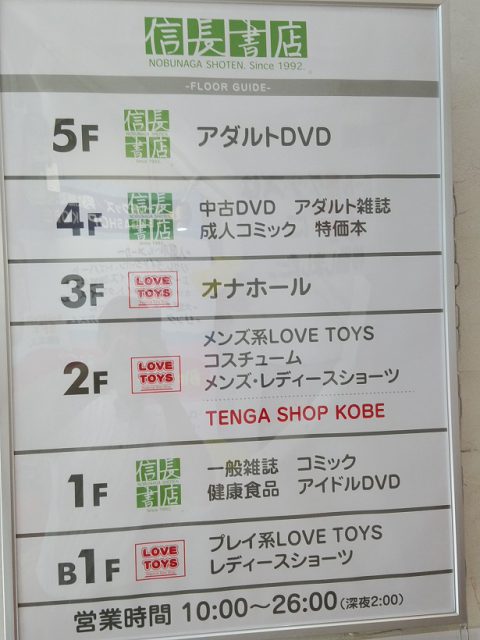 信長書店
NOBUNAGA SHOTEN. Since 1992.
-FLOOR GUIDE-
5F 信長書店 アダルトDVD
4F 信長書店 中古DVD アダルト雑誌
成人コミック 特価本
3F LOVE TOYS オナホール
2F LOVE TOYS メンズ系LOVE TOYS
コスチューム
メンズ・レディースショーツ
TENGA SHOP KOBE
1F 信長書店 一般雑誌 コミック
健康食品 アイドルDVD
B1F LOVE TOYS プレイ系LOVE TOYS
レディースショーツ
営業時間 10:00〜26:00(深夜2:00)